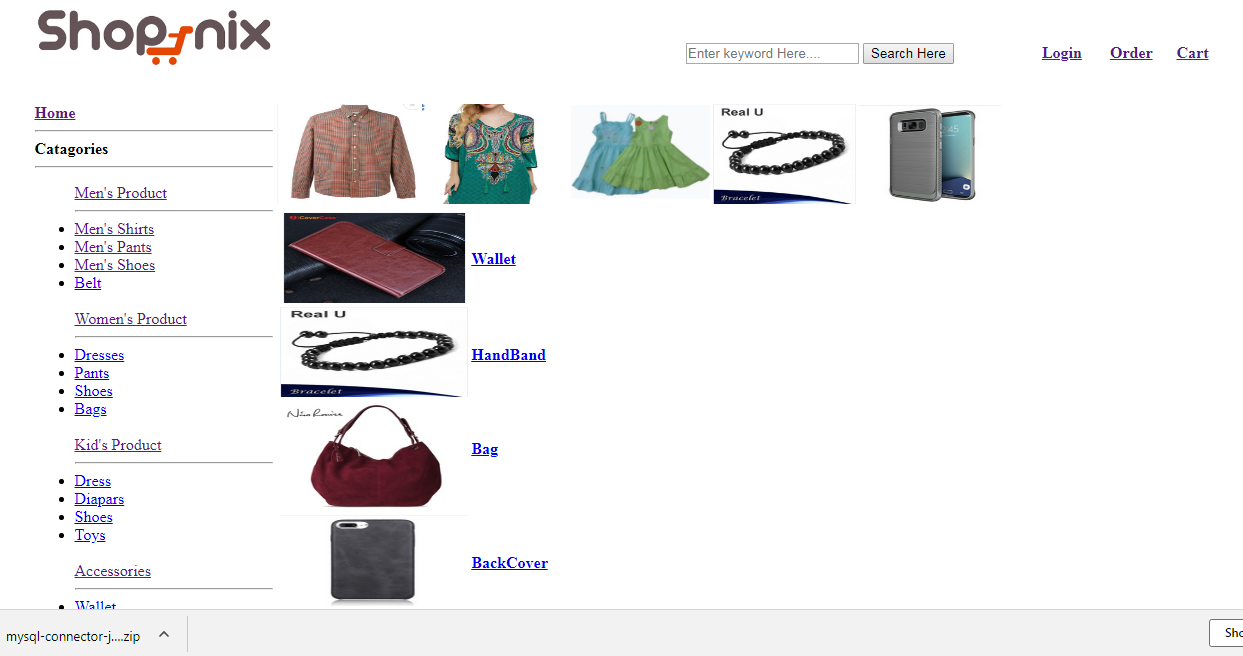 Shopnix
Enter keyword Here....
Search Here
Login
Order
Cart
Home
Catagories
Men's Product
Men's Shirts
Men's Pants
Men's Shoes
Belt
Women's Product
Dresses
Pants
Shoes
Bags
Kid's Product
Dress
Diapars
Shoes
Toys
Accessories
Wallet
Real U
Bracelet
Wallet
Real U
Bracelet
HandBand
Bag
BackCover
mysql-connector-j....zip
Sho